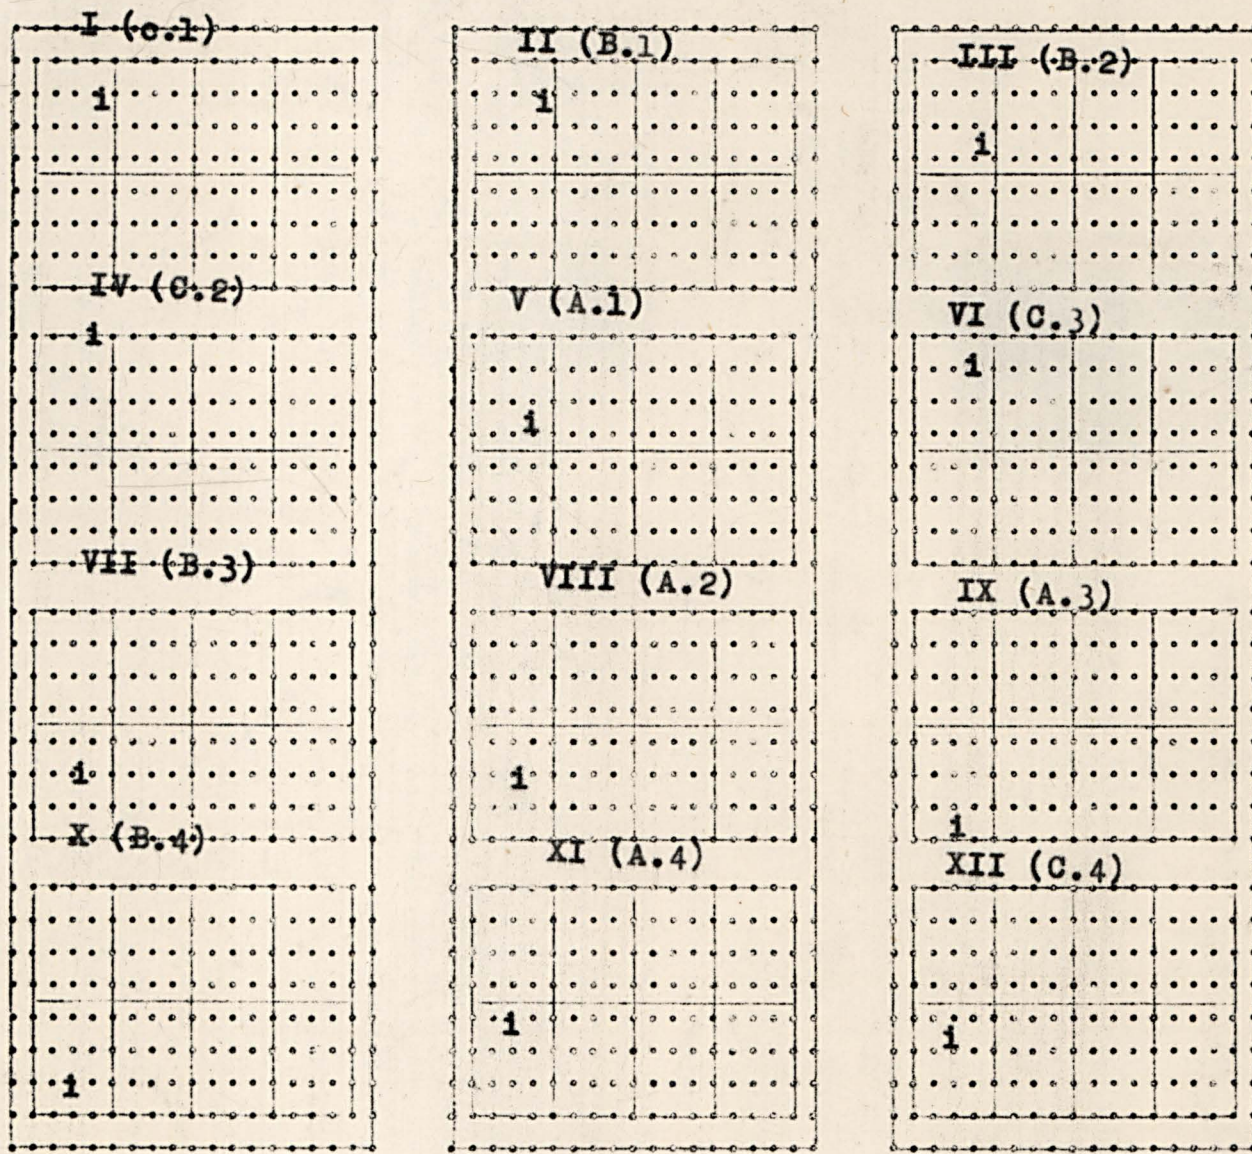 I (c.1) II (B.1) III (B.2)
i i i
IV (C.2) V (A.1) VI (C.3)
i i i
VII (B.3) VIII (A.2) IX (A.3)
i i i
X (B.4) XI (A.4) XII (C.4)
i i i